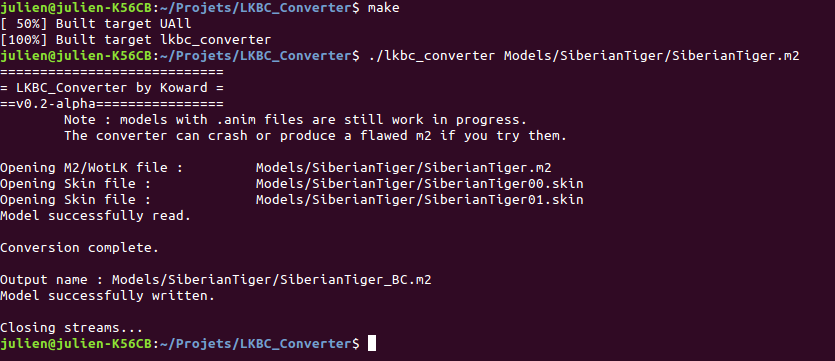 julien@julien-K56CB:~/Projets/LKBC_Converter$ make
[ 50%] Built target UAll
[100%] Built target lkbc_converter
julien@julien-K56CB:~/Projets/LKBC_Converter$ ./lkbc_converter Models/SiberianTiger/SiberianTiger.m2
============================
= LKBC_Converter by Koward =
==v0.2-alpha================
        Note : models with .anim files are still work in progress.
        The converter can crash or produce a flawed m2 if you try them.

Opening M2/WotLK file :         Models/SiberianTiger/SiberianTiger.m2
Opening Skin file :             Models/SiberianTiger/SiberianTiger00.skin
Opening Skin file :             Models/SiberianTiger/SiberianTiger01.skin
Model successfully read.

Conversion complete.

Output name : Models/SiberianTiger/SiberianTiger_BC.m2
Model successfully written.

Closing streams...
julien@julien-K56CB:~/Projets/LKBC_Converter$